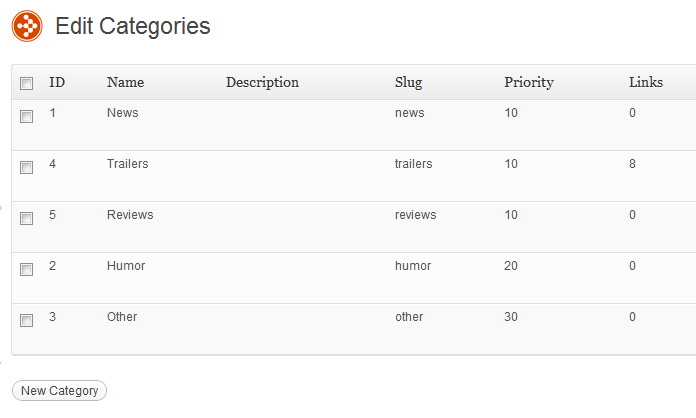 Edit Categories
ID Name Description Slug Priority Links
1 News news 10 0
4 Trailers trailers 10 8
5 Reviews reviews 10 0
2 Humor humor 20 0
3 Other other 30 0
New Category